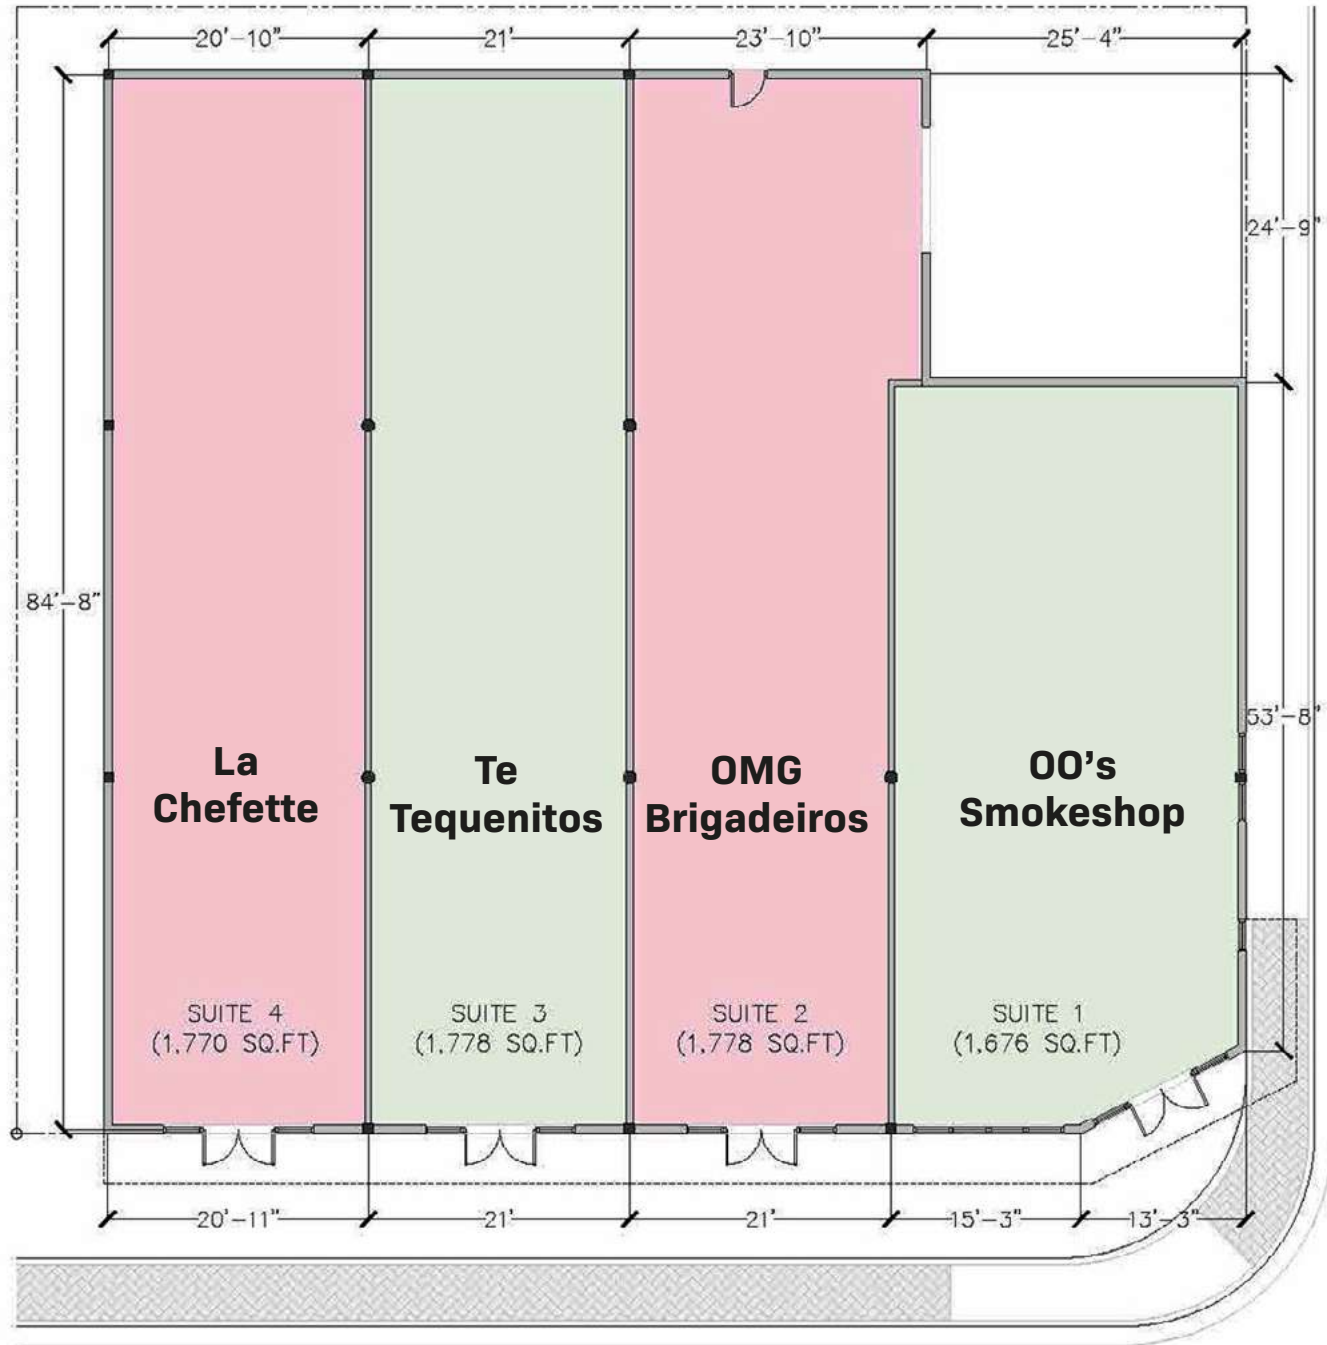 20'-10"
21'
23'-10"
25'-4"
24'-9"
84'-8"
53'-8"
La
Chefette
Te
Tequenitos
OMG
Brigadeiros
OO's
Smokeshop
SUITE 4
(1,770 SQ.FT)
SUITE 3
(1,778 SQ.FT)
SUITE 2
(1,778 SQ.FT)
SUITE 1
(1,676 SQ.FT)
20'-11"
21'
21'
15'-3"
13'-3"